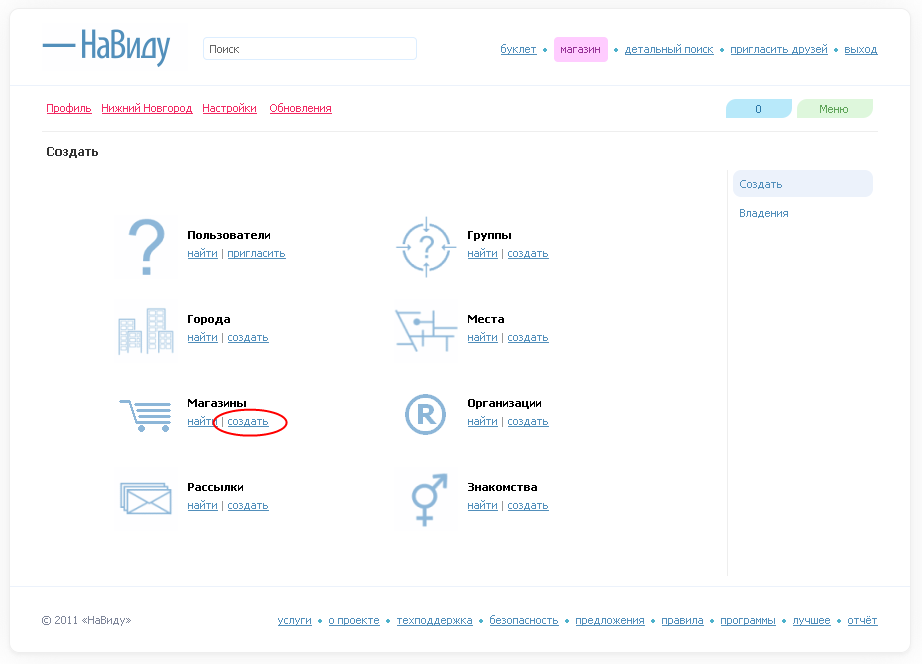 НаВиду
Поиск
буклет • магазин • детальный поиск • пригласить друзей • выход
Профиль Нижний Новгород Настройки Обновления
0 Меню
Создать
Создать
Владения
Пользователи
найти | пригласить
Группы
найти | создать
Города
найти | создать
Места
найти | создать
Магазины
найти | создать
Организации
найти | создать
R
Рассылки
найти | создать
Знакомства
найти | создать
© 2011 «НаВиду»
услуги • о проекте • техподдержка • безопасность • предложения • правила • программы • лучшее • отчёт